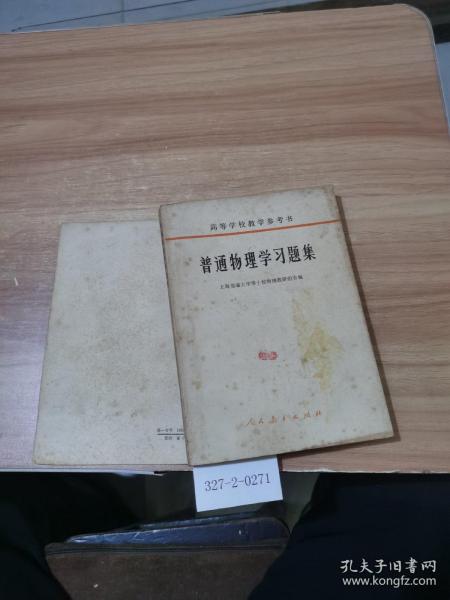 高等学校教学参考书
普通物理学习题集
上海交通大学等十校物理教研组合编
人民教育出版社
327-2-0271
孔夫子旧书网
www.kongfz.com